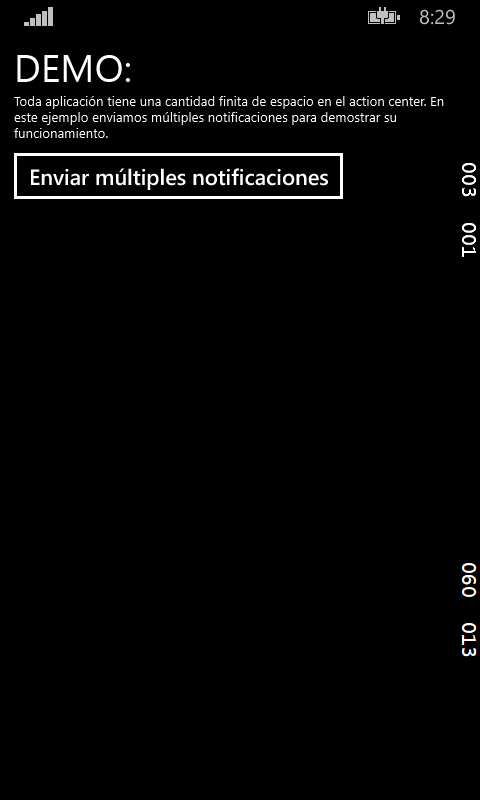 8:29
DEMO:
Toda aplicación tiene una cantidad finita de espacio en el action center. En
este ejemplo enviamos múltiples notificaciones para demostrar su
funcionamiento.
Enviar múltiples notificaciones
003
001
060
013